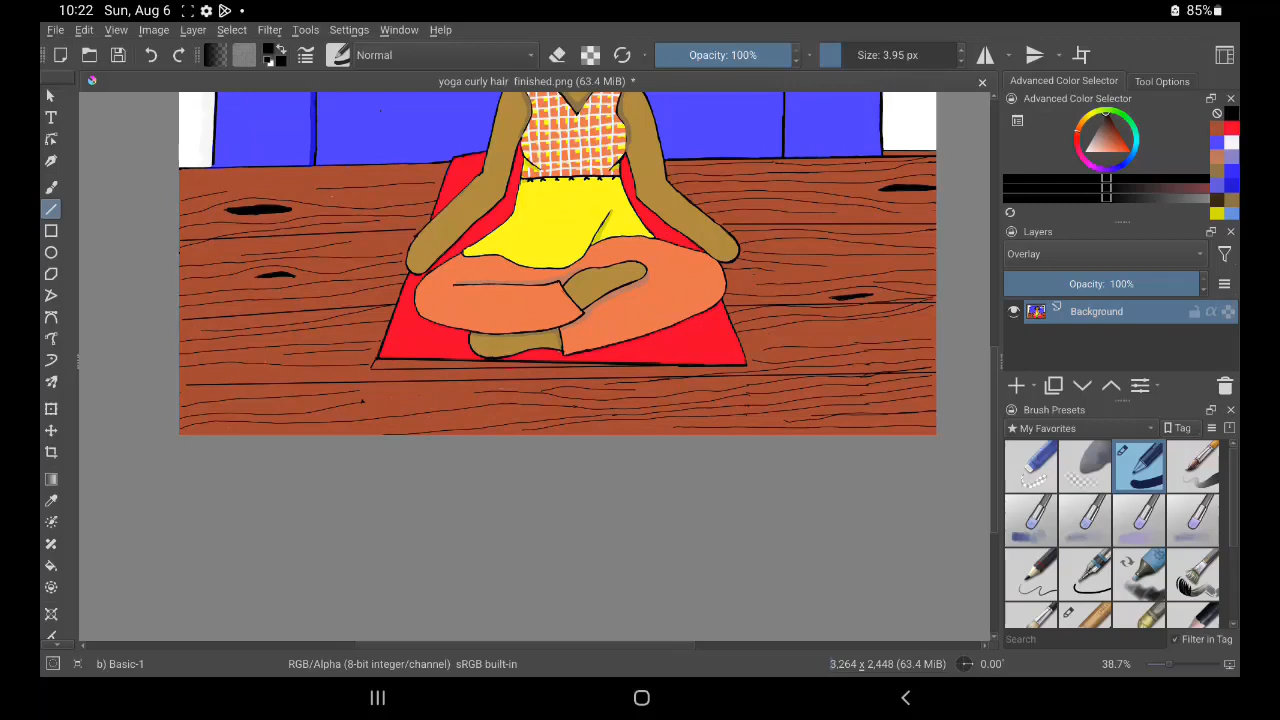 10:22 Sun, Aug 6
85%
File Edit View Image Layer Select Filter Tools Settings Window Help
Normal
Opacity: 100%
Size: 3.95 px
yoga curly hair finished.png (63.4 MiB) *
Advanced Color Selector
Tool Options
Advanced Color Selector
Layers
Overlay
Opacity: 100%
Background
Brush Presets
My Favorites
Tag
Search
Filter in Tag
b) Basic-1
RGB/Alpha (8-bit integer/channel) sRGB built-in
3,264 x 2,448 (63.4 MiB)
0.00°
38.7%